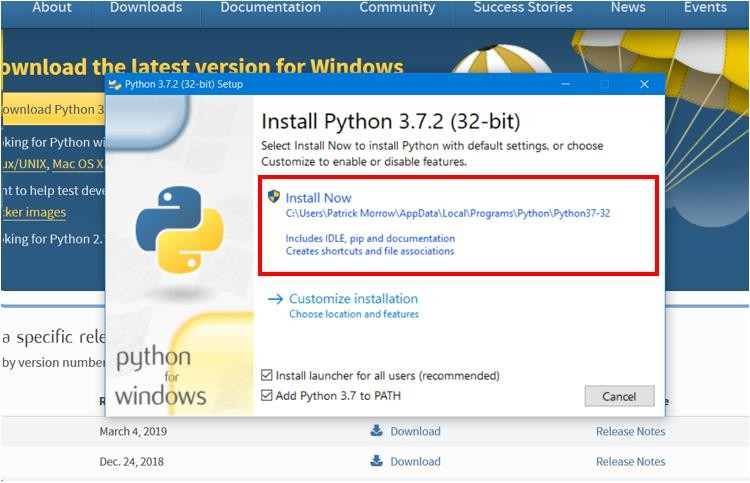 About
Downloads
Documentation
Community
Success Stories
News
Events
ownload the latest version for Windows
ownload Python 3
oking for Python wi
ux/UNIX, Mac OS X
nt to help test deve
ker images
oking for Python 2.
Python 3.7.2 (32-bit) Setup
Install Python 3.7.2 (32-bit)
Select Install Now to install Python with default settings, or choose
Customize to enable or disable features.
Install Now
C:\Users\Patrick Morrow\AppData\Local\Programs\Python\Python37-32
Includes IDLE, pip and documentation
Creates shortcuts and file associations
Customize installation
Choose location and features
python
for
windows
Install launcher for all users (recommended)
Add Python 3.7 to PATH
Cancel
a specific rele
by version number
R
e
March 4, 2019
Download
Release Notes
Dec. 24, 2018
Download
Release Notes